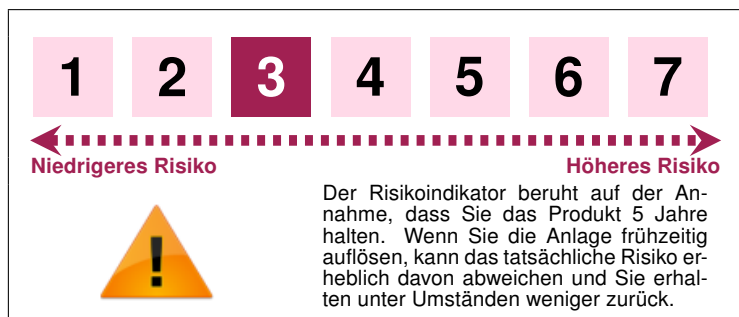 1 2 3 4 5 6 7
Niedrigeres Risiko Höheres Risiko
Der Risikoindikator beruht auf der An-
nahme, dass Sie das Produkt 5 Jahre
halten. Wenn Sie die Anlage frühzeitig
auflösen, kann das tatsächliche Risiko er-
heblich davon abweichen und Sie erhal-
ten unter Umständen weniger zurück.